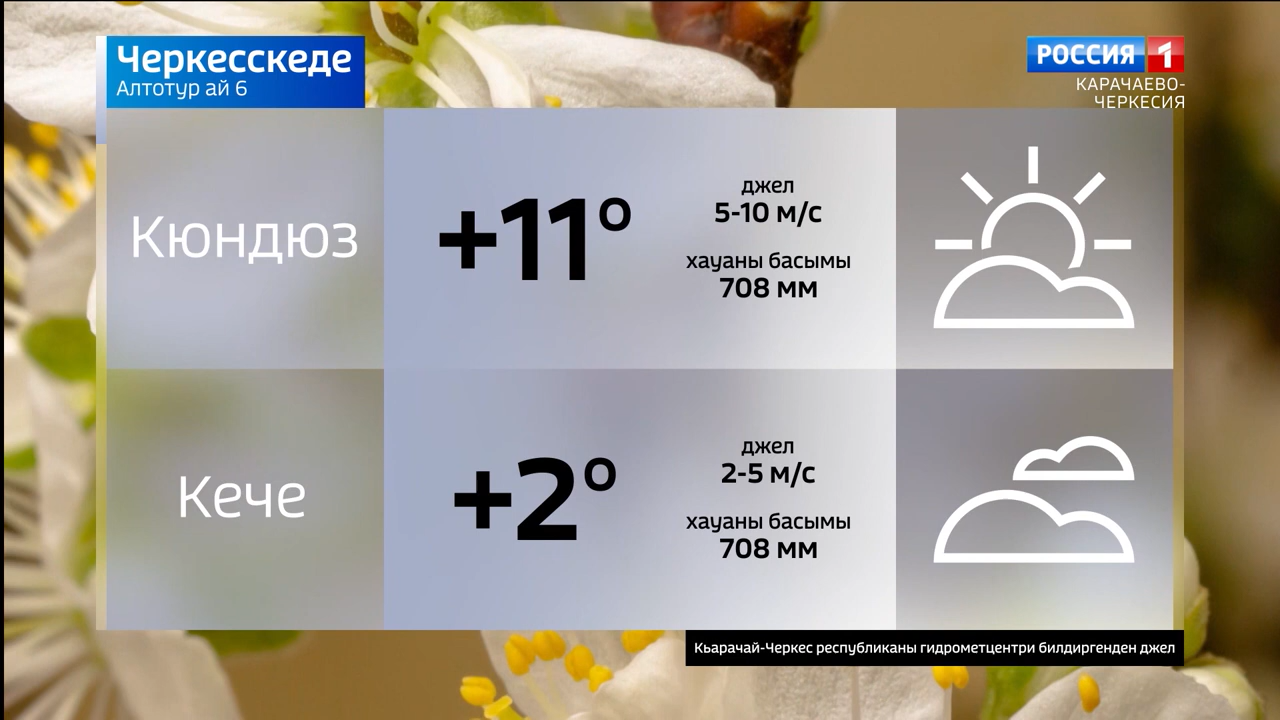 Черкесскеде
Алтотур ай 6
РОССИЯ 1
КАРАЧАЕВО-
ЧЕРКЕСИЯ
Кюндюз
+11°
джел
5-10 м/с
хауаны басымы
708 мм
Кече
+2°
джел
2-5 м/с
хауаны басымы
708 мм
Кьарачай-Черкес республиканы гидрометцентри билдиргенден джел